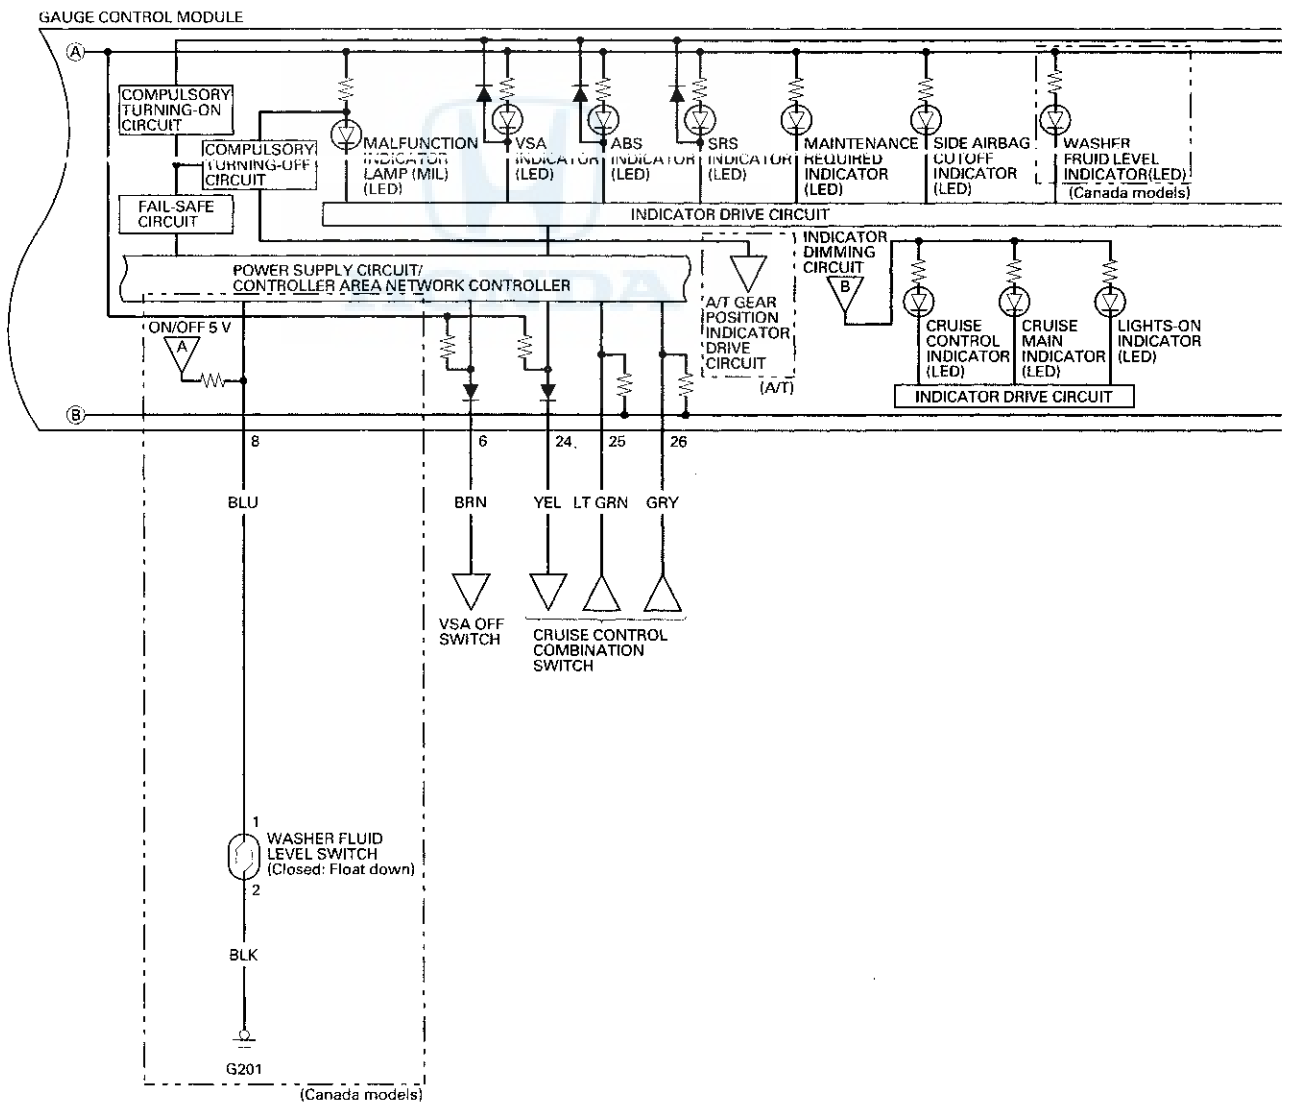 GAUGE CONTROL MODULE
A
COMPULSORY
TURNING-ON
CIRCUIT
COMPULSORY
TURNING-OFF
CIRCUIT
FAIL-SAFE
CIRCUIT
MALFUNCTION
INDICATOR
LAMP (MIL)
(LED)
VSA
INDICATOR
(LED)
ABS
INDICATOR
(LED)
SRS
INDICATOR
(LED)
MAINTENANCE
REQUIRED
INDICATOR
(LED)
SIDE AIRBAG
CUTOFF
INDICATOR
(LED)
WASHER
FRUID LEVEL
INDICATOR(LED)
(Canada models)
INDICATOR DRIVE CIRCUIT
HONDA
POWER SUPPLY CIRCUIT/
CONTROLLER AREA NETWORK CONTROLLER
ON/OFF 5 V
A
A/T GEAR
POSITION
INDICATOR
DRIVE
CIRCUIT
(A/T)
INDICATOR
DIMMING
CIRCUIT
B
CRUISE
CONTROL
INDICATOR
(LED)
CRUISE
MAIN
INDICATOR
(LED)
LIGHTS-ON
INDICATOR
(LED)
INDICATOR DRIVE CIRCUIT
B
8
6
24
25
26
BLU
BRN
YEL
LT GRN
GRY
VSA OFF
SWITCH
CRUISE CONTROL
COMBINATION
SWITCH
1
WASHER FLUID
LEVEL SWITCH
(Closed: Float down)
2
BLK
G201
(Canada models)